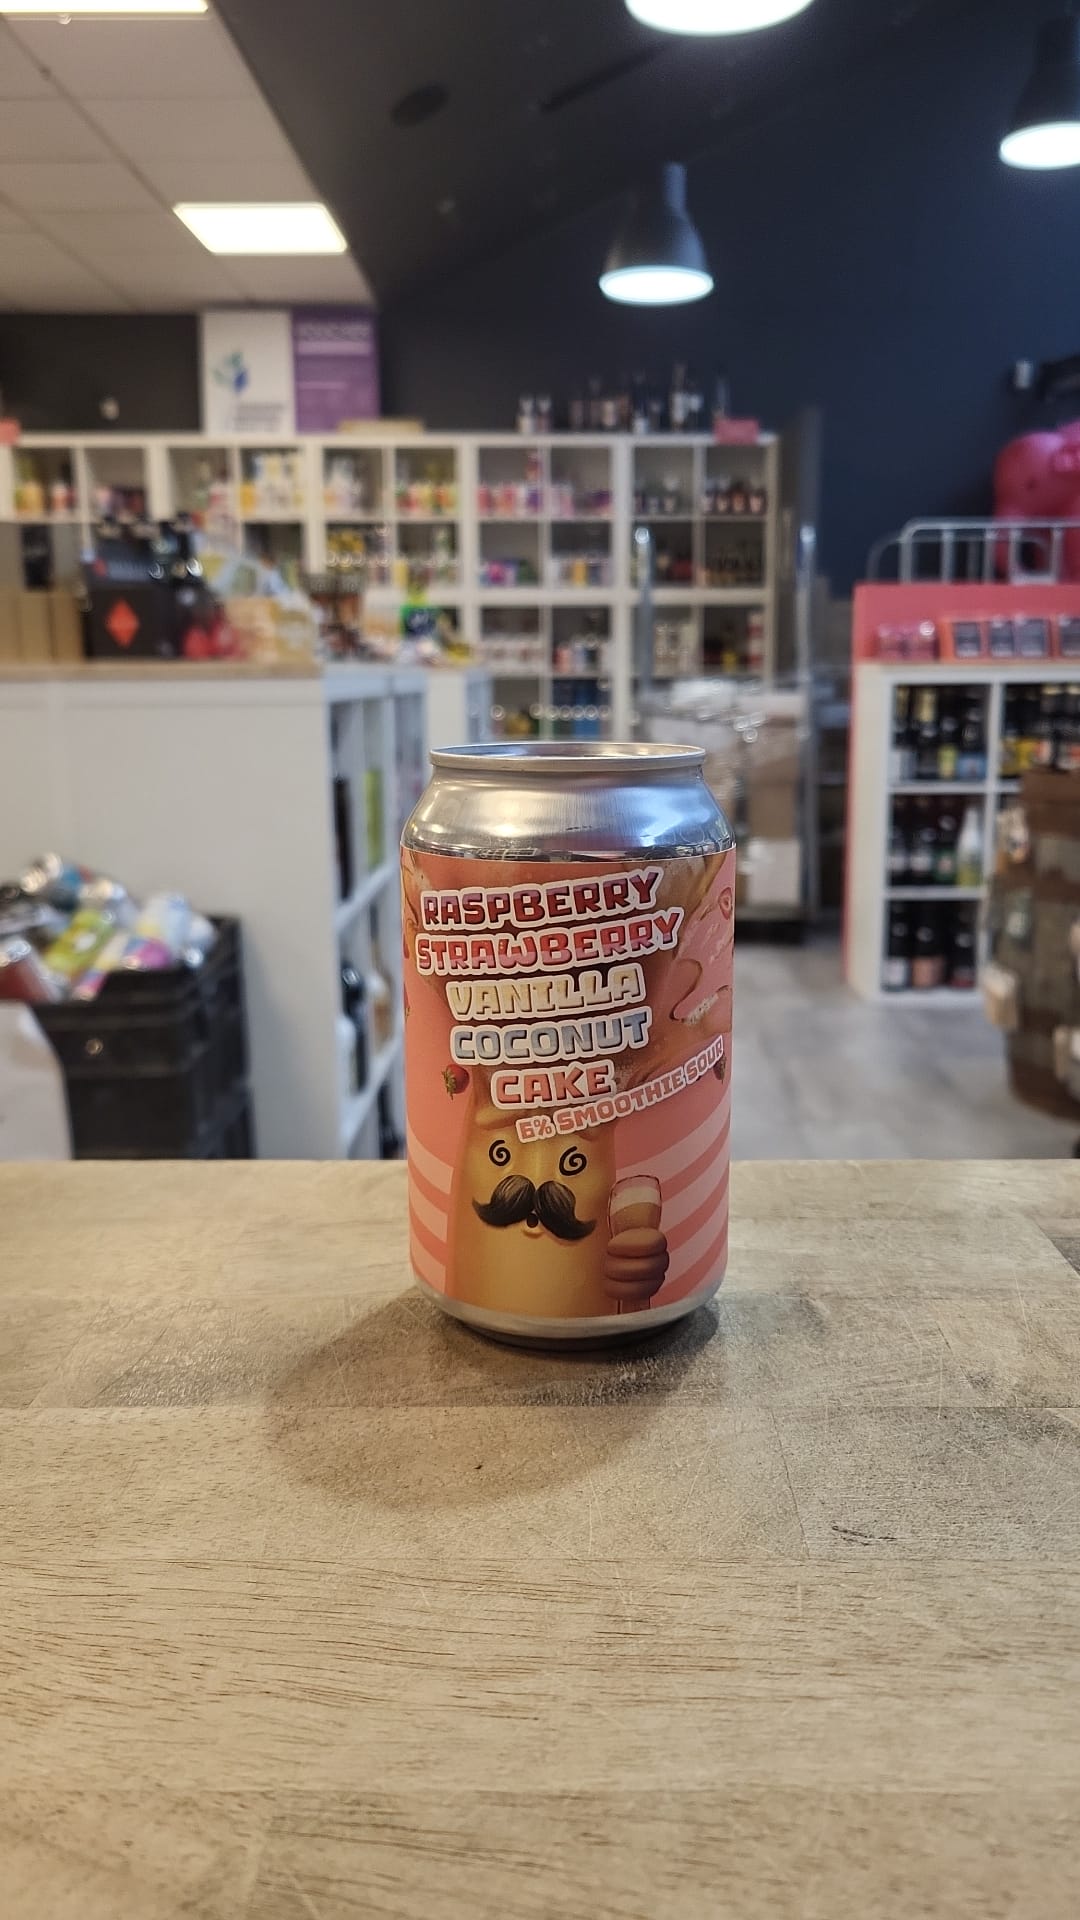 RASPBERRY
STRAWBERRY
VANILLA
COCONUT
CAKE
6% SMOOTHIE SOUR